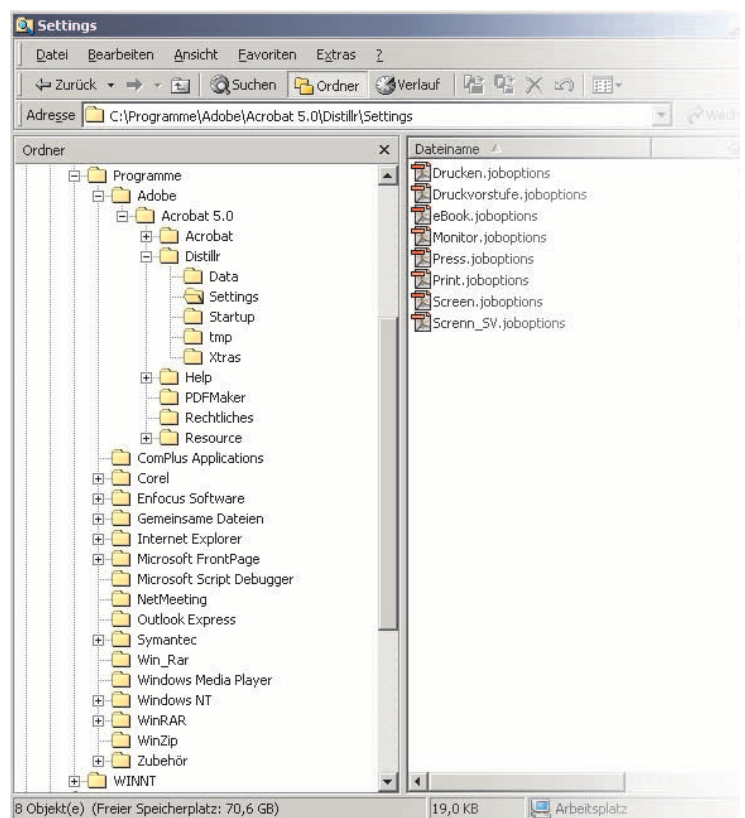 Settings
Datei Bearbeiten Ansicht Favoriten Extras ?
Zurück Suchen Ordner Verlauf
Adresse C:\Programme\Adobe\Acrobat 5.0\Distillr\Settings
Ordner
Programme
Adobe
Acrobat 5.0
Acrobat
Distillr
Data
Settings
Startup
tmp
Xtras
Help
PDFMaker
Rechtliches
Resource
ComPlus Applications
Corel
Enfocus Software
Gemeinsame Dateien
Internet Explorer
Microsoft FrontPage
Microsoft Script Debugger
NetMeeting
Outlook Express
Symantec
Win_Rar
Windows Media Player
Windows NT
WinRAR
WinZip
Zubehör
WINNT
Dateiname
Drucken.joboptions
Druckvorstufe.joboptions
eBook.joboptions
Monitor.joboptions
Press.joboptions
Print.joboptions
Screen.joboptions
Screnn_SV.joboptions
8 Objekt(e) (Freier Speicherplatz: 70,6 GB) 19,0 KB Arbeitsplatz